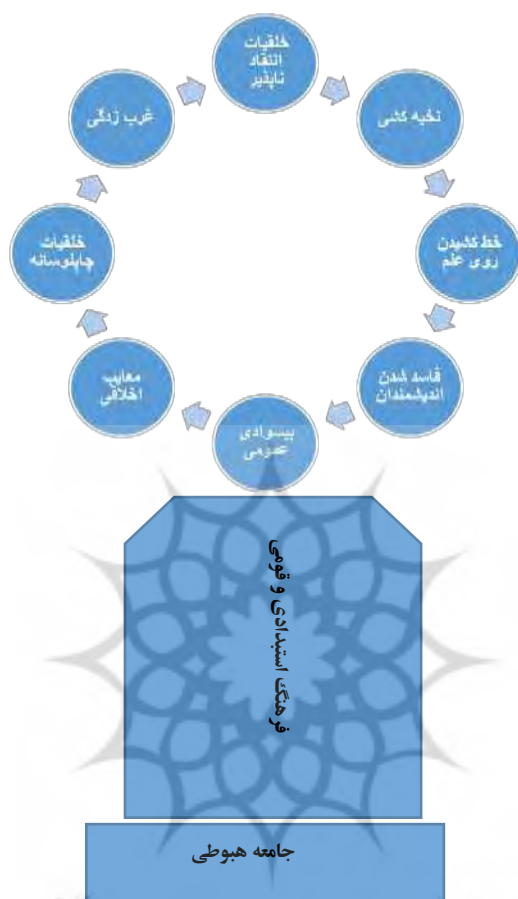 خلقیات
انتقاد
ناپذیر
نخبه کشی
خط کشیدن
روی علم
فاسد شدن
اندیشمندان
بیسوادی
عمومی
معایب
اخلاقی
خلقیات
چاپلوسانه
غرب زدگی
فرهنگ استبدادی و قومی
جامعه هبوطی